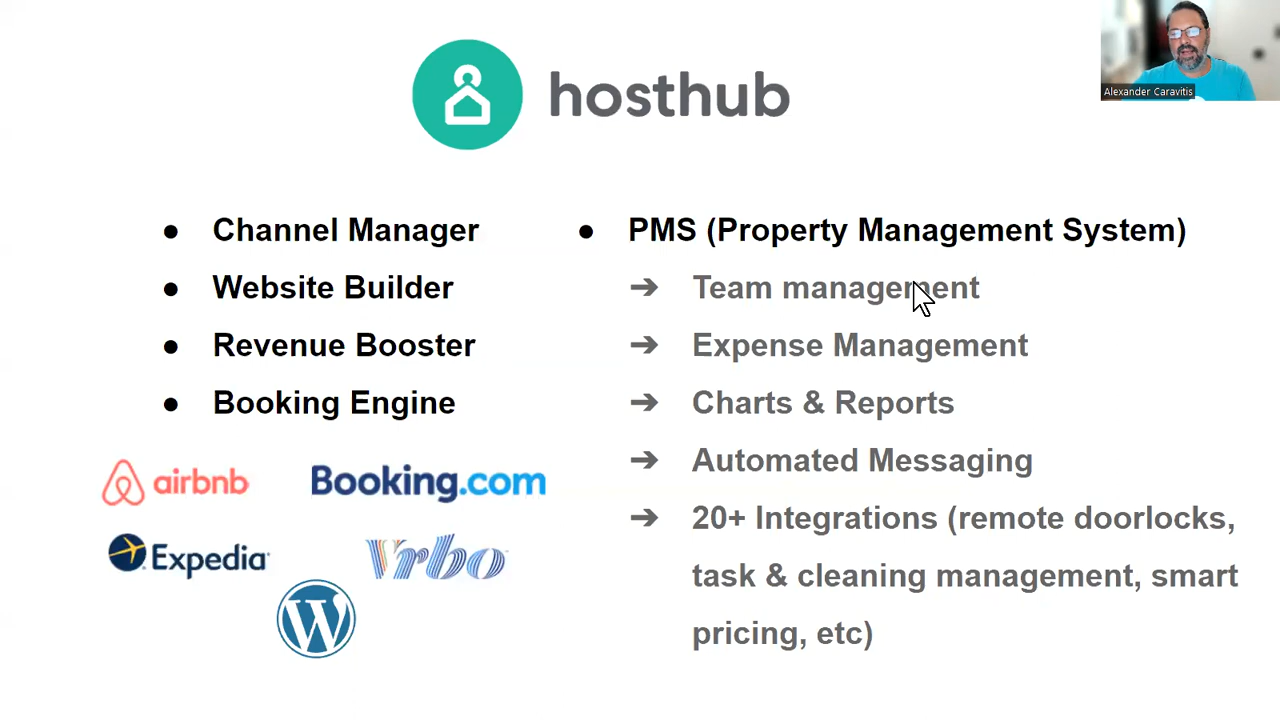 hosthub
Alexander Caravitis
● Channel Manager
● Website Builder
● Revenue Booster
● Booking Engine
airbnb
Booking.com
Expedia
Vrbo
● PMS (Property Management System)
➔ Team management
➔ Expense Management
➔ Charts & Reports
➔ Automated Messaging
➔ 20+ Integrations (remote doorlocks,
task & cleaning management, smart
pricing, etc)